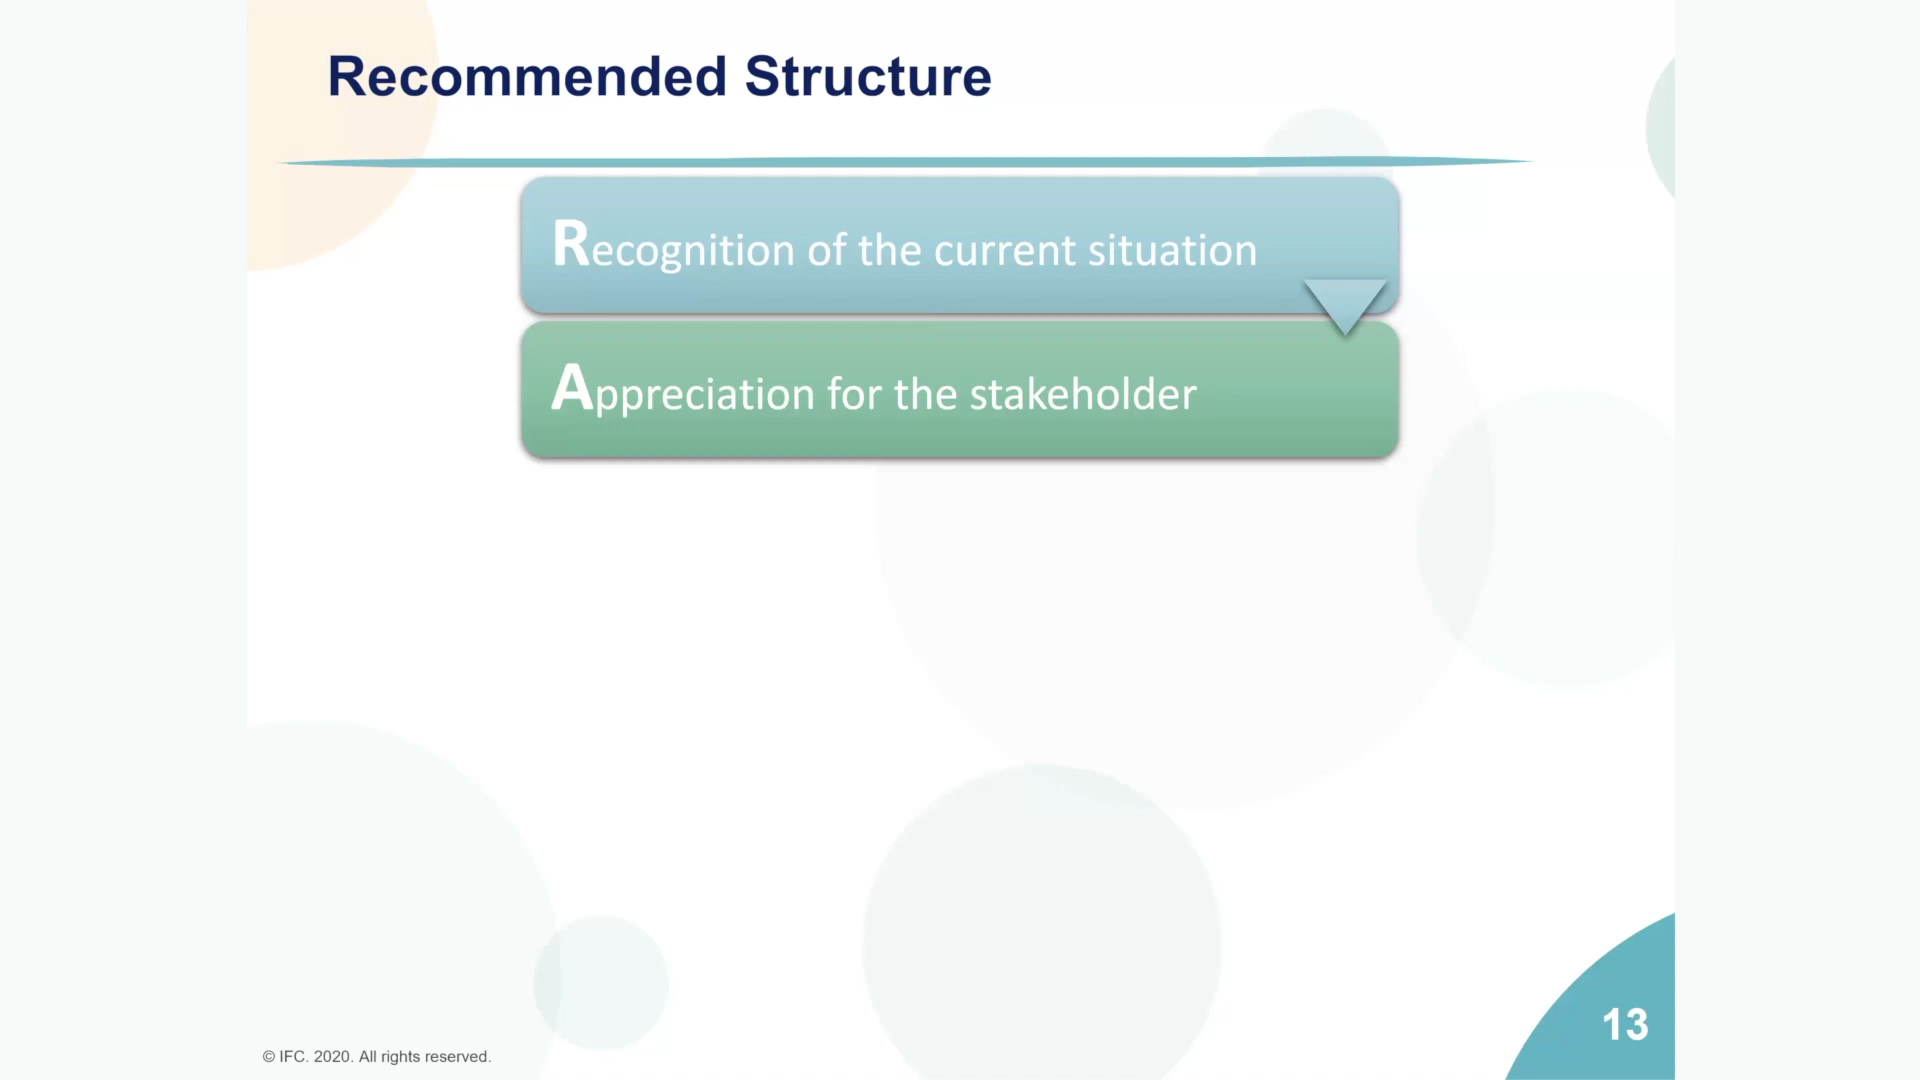 Recommended Structure
Recognition of the current situation
Appreciation for the stakeholder
13
© IFC. 2020. All rights reserved.